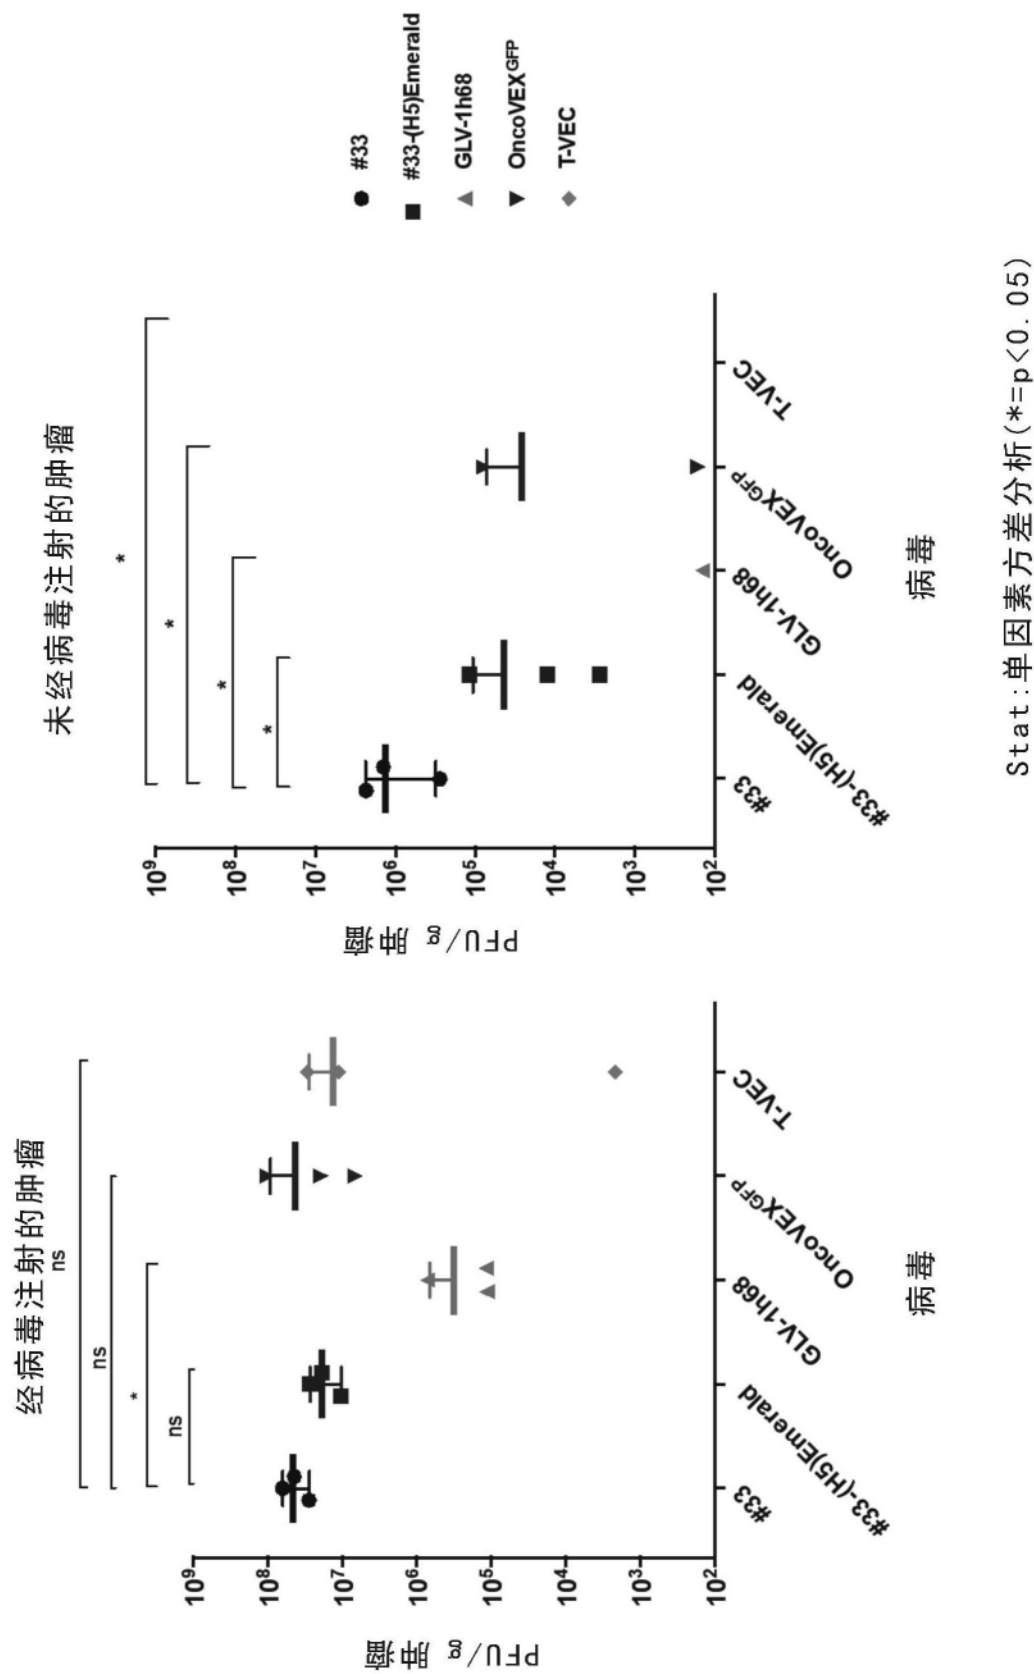 经病毒注射的肿瘤
ns
ns
*
ns
PFU/g 肿瘤
10⁹
10⁸
10⁷
10⁶
10⁵
10⁴
10³
10²
#33
#33-(H5)Emerald
GLV-1h68
OncoVEXᴳᶠᴾ
T-VEC
病毒
未经病毒注射的肿瘤
*
*
*
*
PFU/g 肿瘤
10⁹
10⁸
10⁷
10⁶
10⁵
10⁴
10³
10²
#33
#33-(H5)Emerald
GLV-1h68
OncoVEXᴳᶠᴾ
T-VEC
病毒
#33
#33-(H5)Emerald
GLV-1h68
OncoVEXᴳᶠᴾ
T-VEC
Stat:单因素方差分析(*=p<0.05)